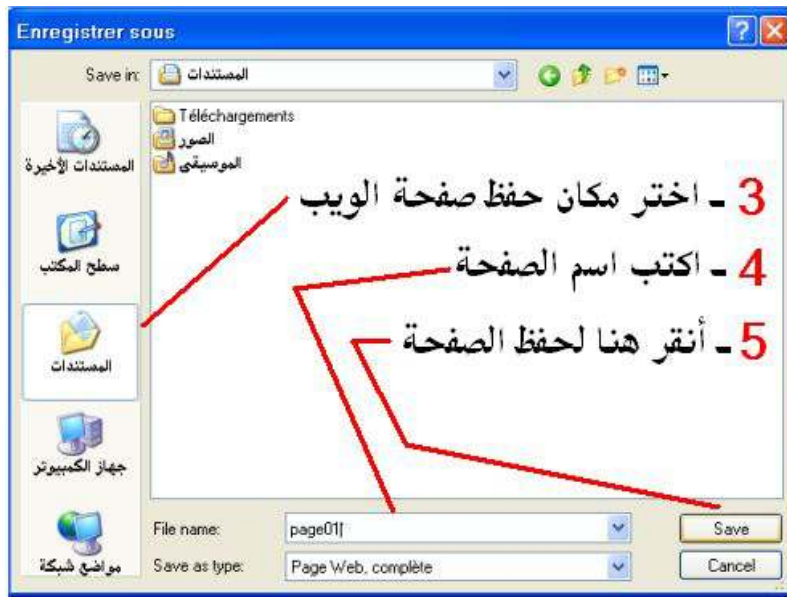 Enregistrer sous
Save in:
المستندات
Téléchargements
الصور
الموسيقى
المستندات الأخيرة
سطح المكتب
المستندات
جهاز الكمبيوتر
مواضع شبكة
3 ـ اختر مكان حفظ صفحة الويب
4 ـ اكتب اسم الصفحة
5 ـ أنقر هنا لحفظ الصفحة
File name:
page01
Save
Save as type:
Page Web, complète
Cancel